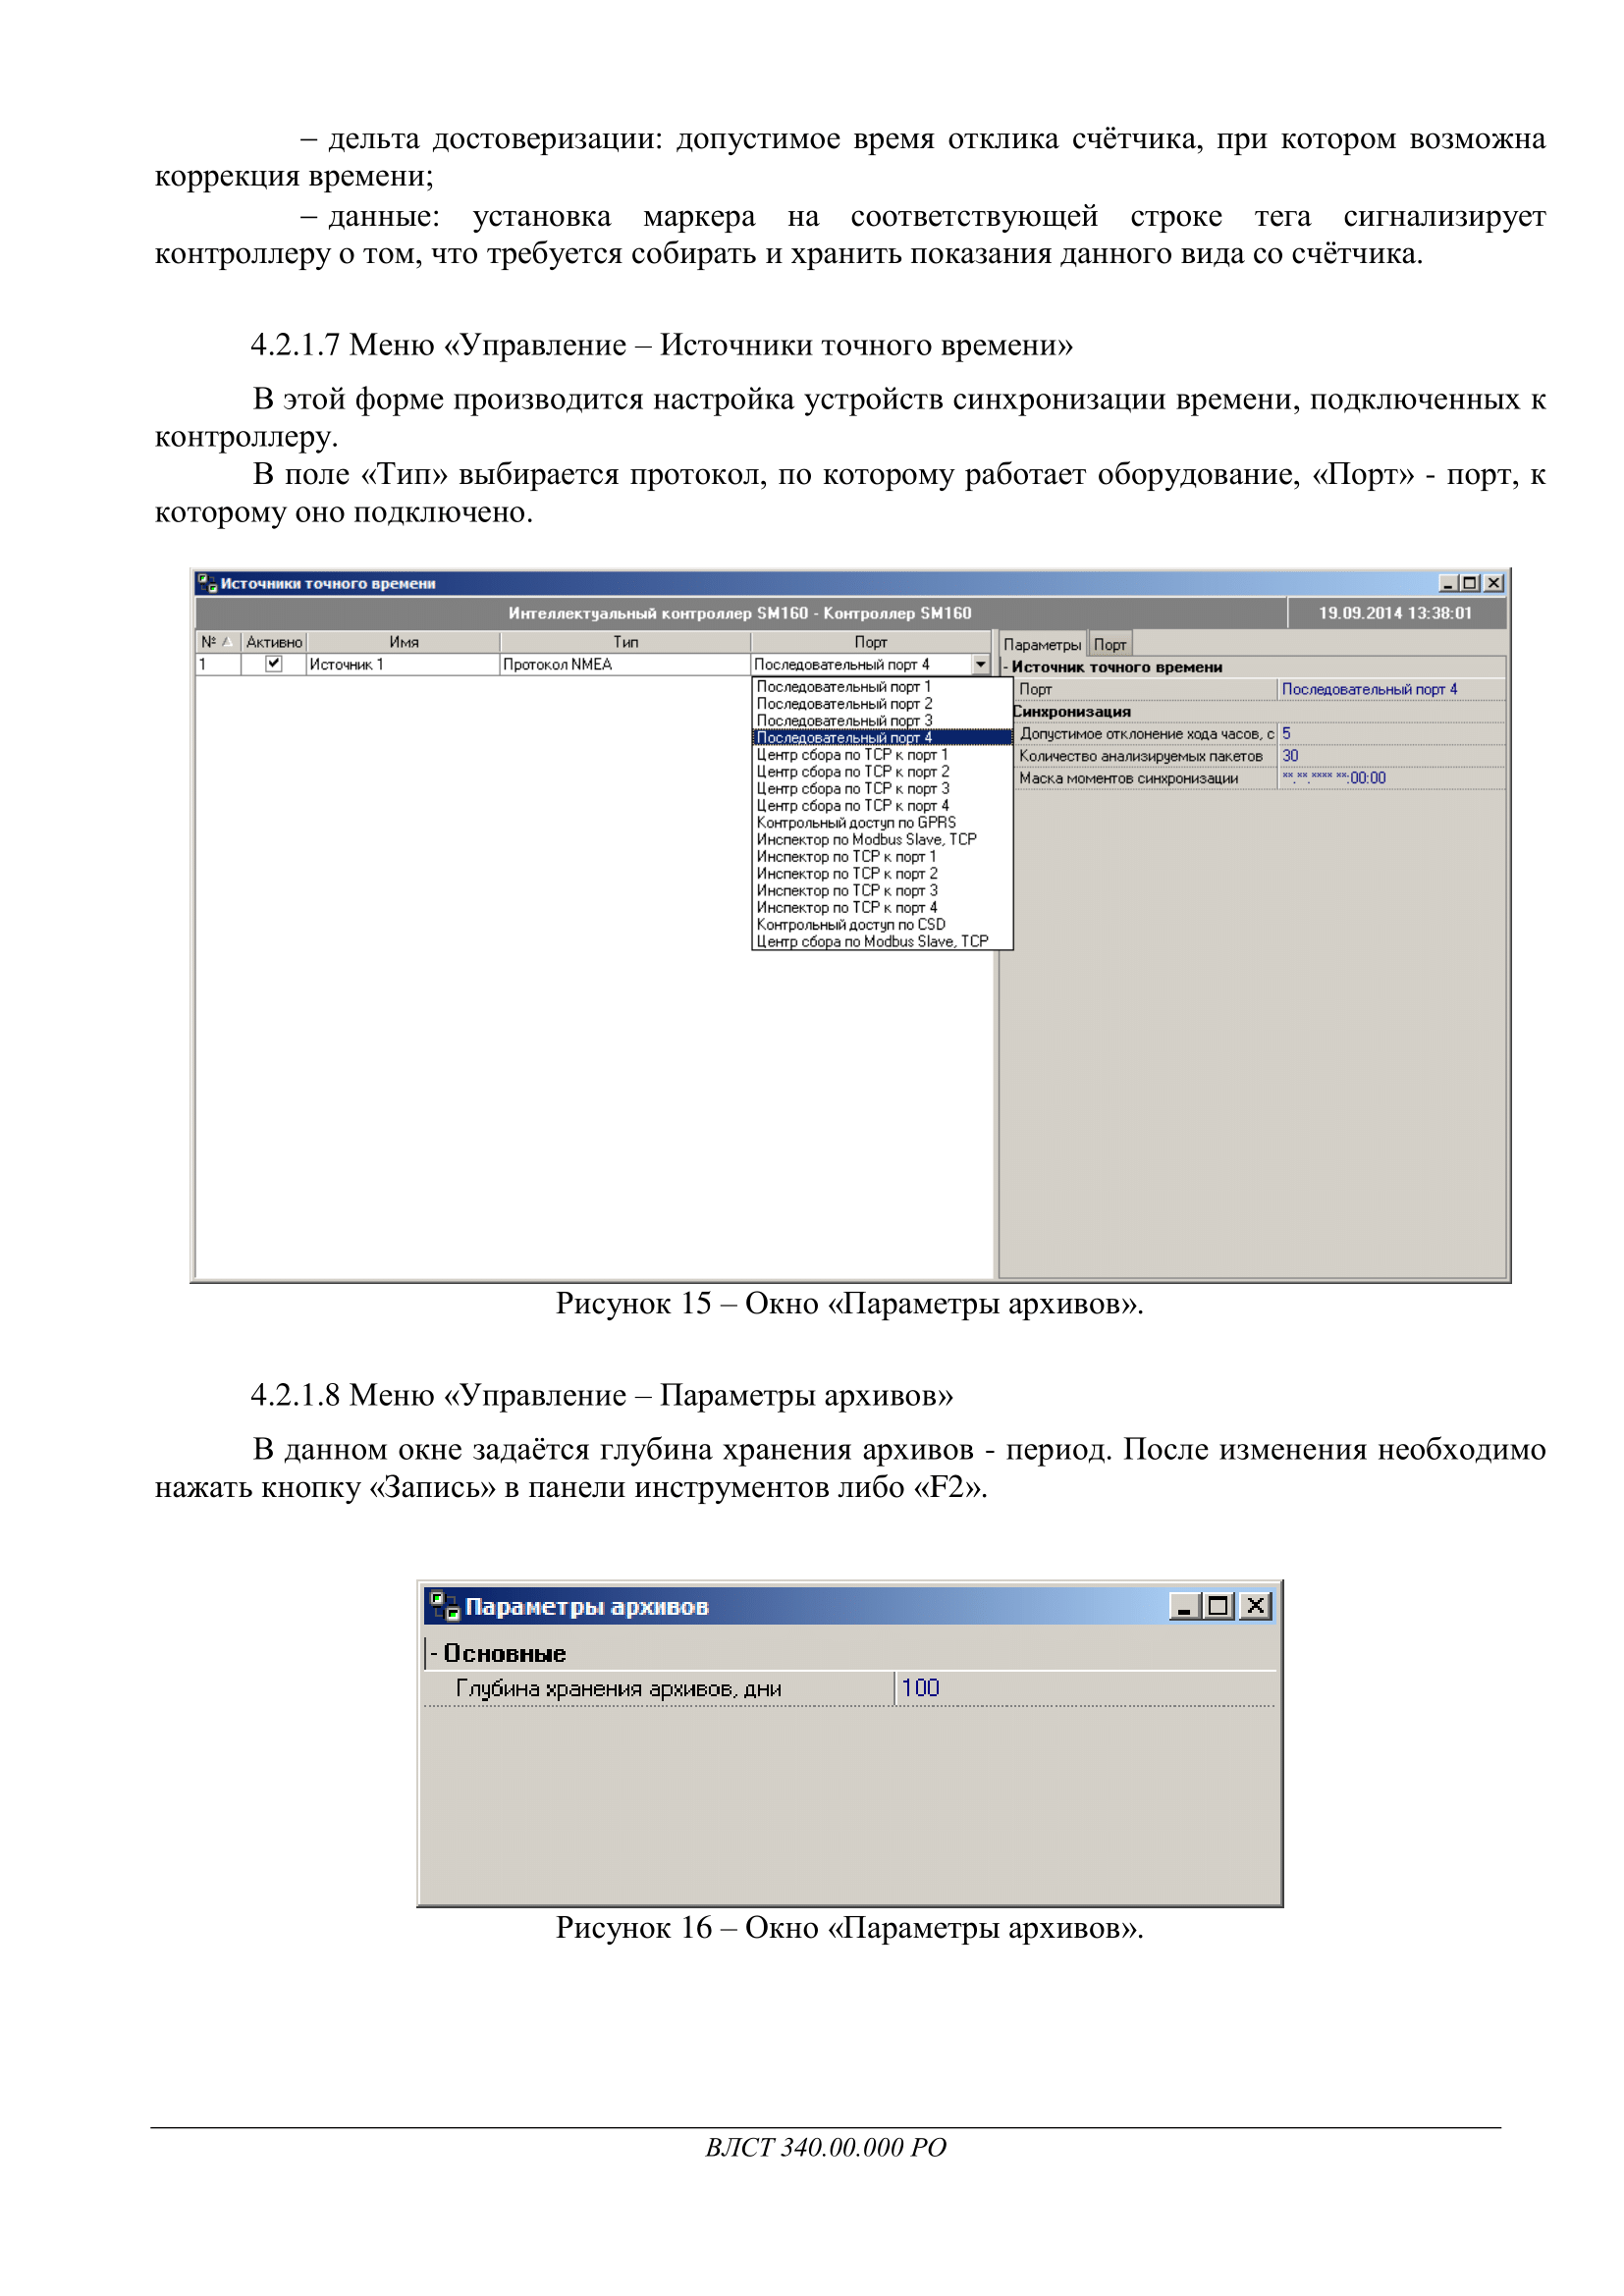 – дельта достоверизации: допустимое время отклика счётчика, при котором возможна
коррекция времени;
– данные: установка маркера на соответствующей строке тега сигнализирует
контроллеру о том, что требуется собирать и хранить показания данного вида со счётчика.
4.2.1.7 Меню «Управление – Источники точного времени»
В этой форме производится настройка устройств синхронизации времени, подключенных к
контроллеру.
В поле «Тип» выбирается протокол, по которому работает оборудование, «Порт» - порт, к
которому оно подключено.
Источники точного времени
Интеллектуальный контроллер SM160 - Контроллер SM160 19.09.2014 13:38:01
№ Активно Имя Тип Порт
1 Источник 1 Протокол NMEA Последовательный порт 4
Последовательный порт 1
Последовательный порт 2
Последовательный порт 3
Последовательный порт 4
Центр сбора по TCP к порт 1
Центр сбора по TCP к порт 2
Центр сбора по TCP к порт 3
Центр сбора по TCP к порт 4
Контрольный доступ по GPRS
Инспектор по Modbus Slave, TCP
Инспектор по TCP к порт 1
Инспектор по TCP к порт 2
Инспектор по TCP к порт 3
Инспектор по TCP к порт 4
Контрольный доступ по CSD
Центр сбора по Modbus Slave, TCP
Параметры Порт
- Источник точного времени
Порт Последовательный порт 4
Синхронизация
Допустимое отклонение хода часов, с 5
Количество анализируемых пакетов 30
Маска моментов синхронизации **.**.**** **:00:00
Рисунок 15 – Окно «Параметры архивов».
4.2.1.8 Меню «Управление – Параметры архивов»
В данном окне задаётся глубина хранения архивов - период. После изменения необходимо
нажать кнопку «Запись» в панели инструментов либо «F2».
Параметры архивов
- Основные
Глубина хранения архивов, дни 100
Рисунок 16 – Окно «Параметры архивов».
ВЛСТ 340.00.000 РО